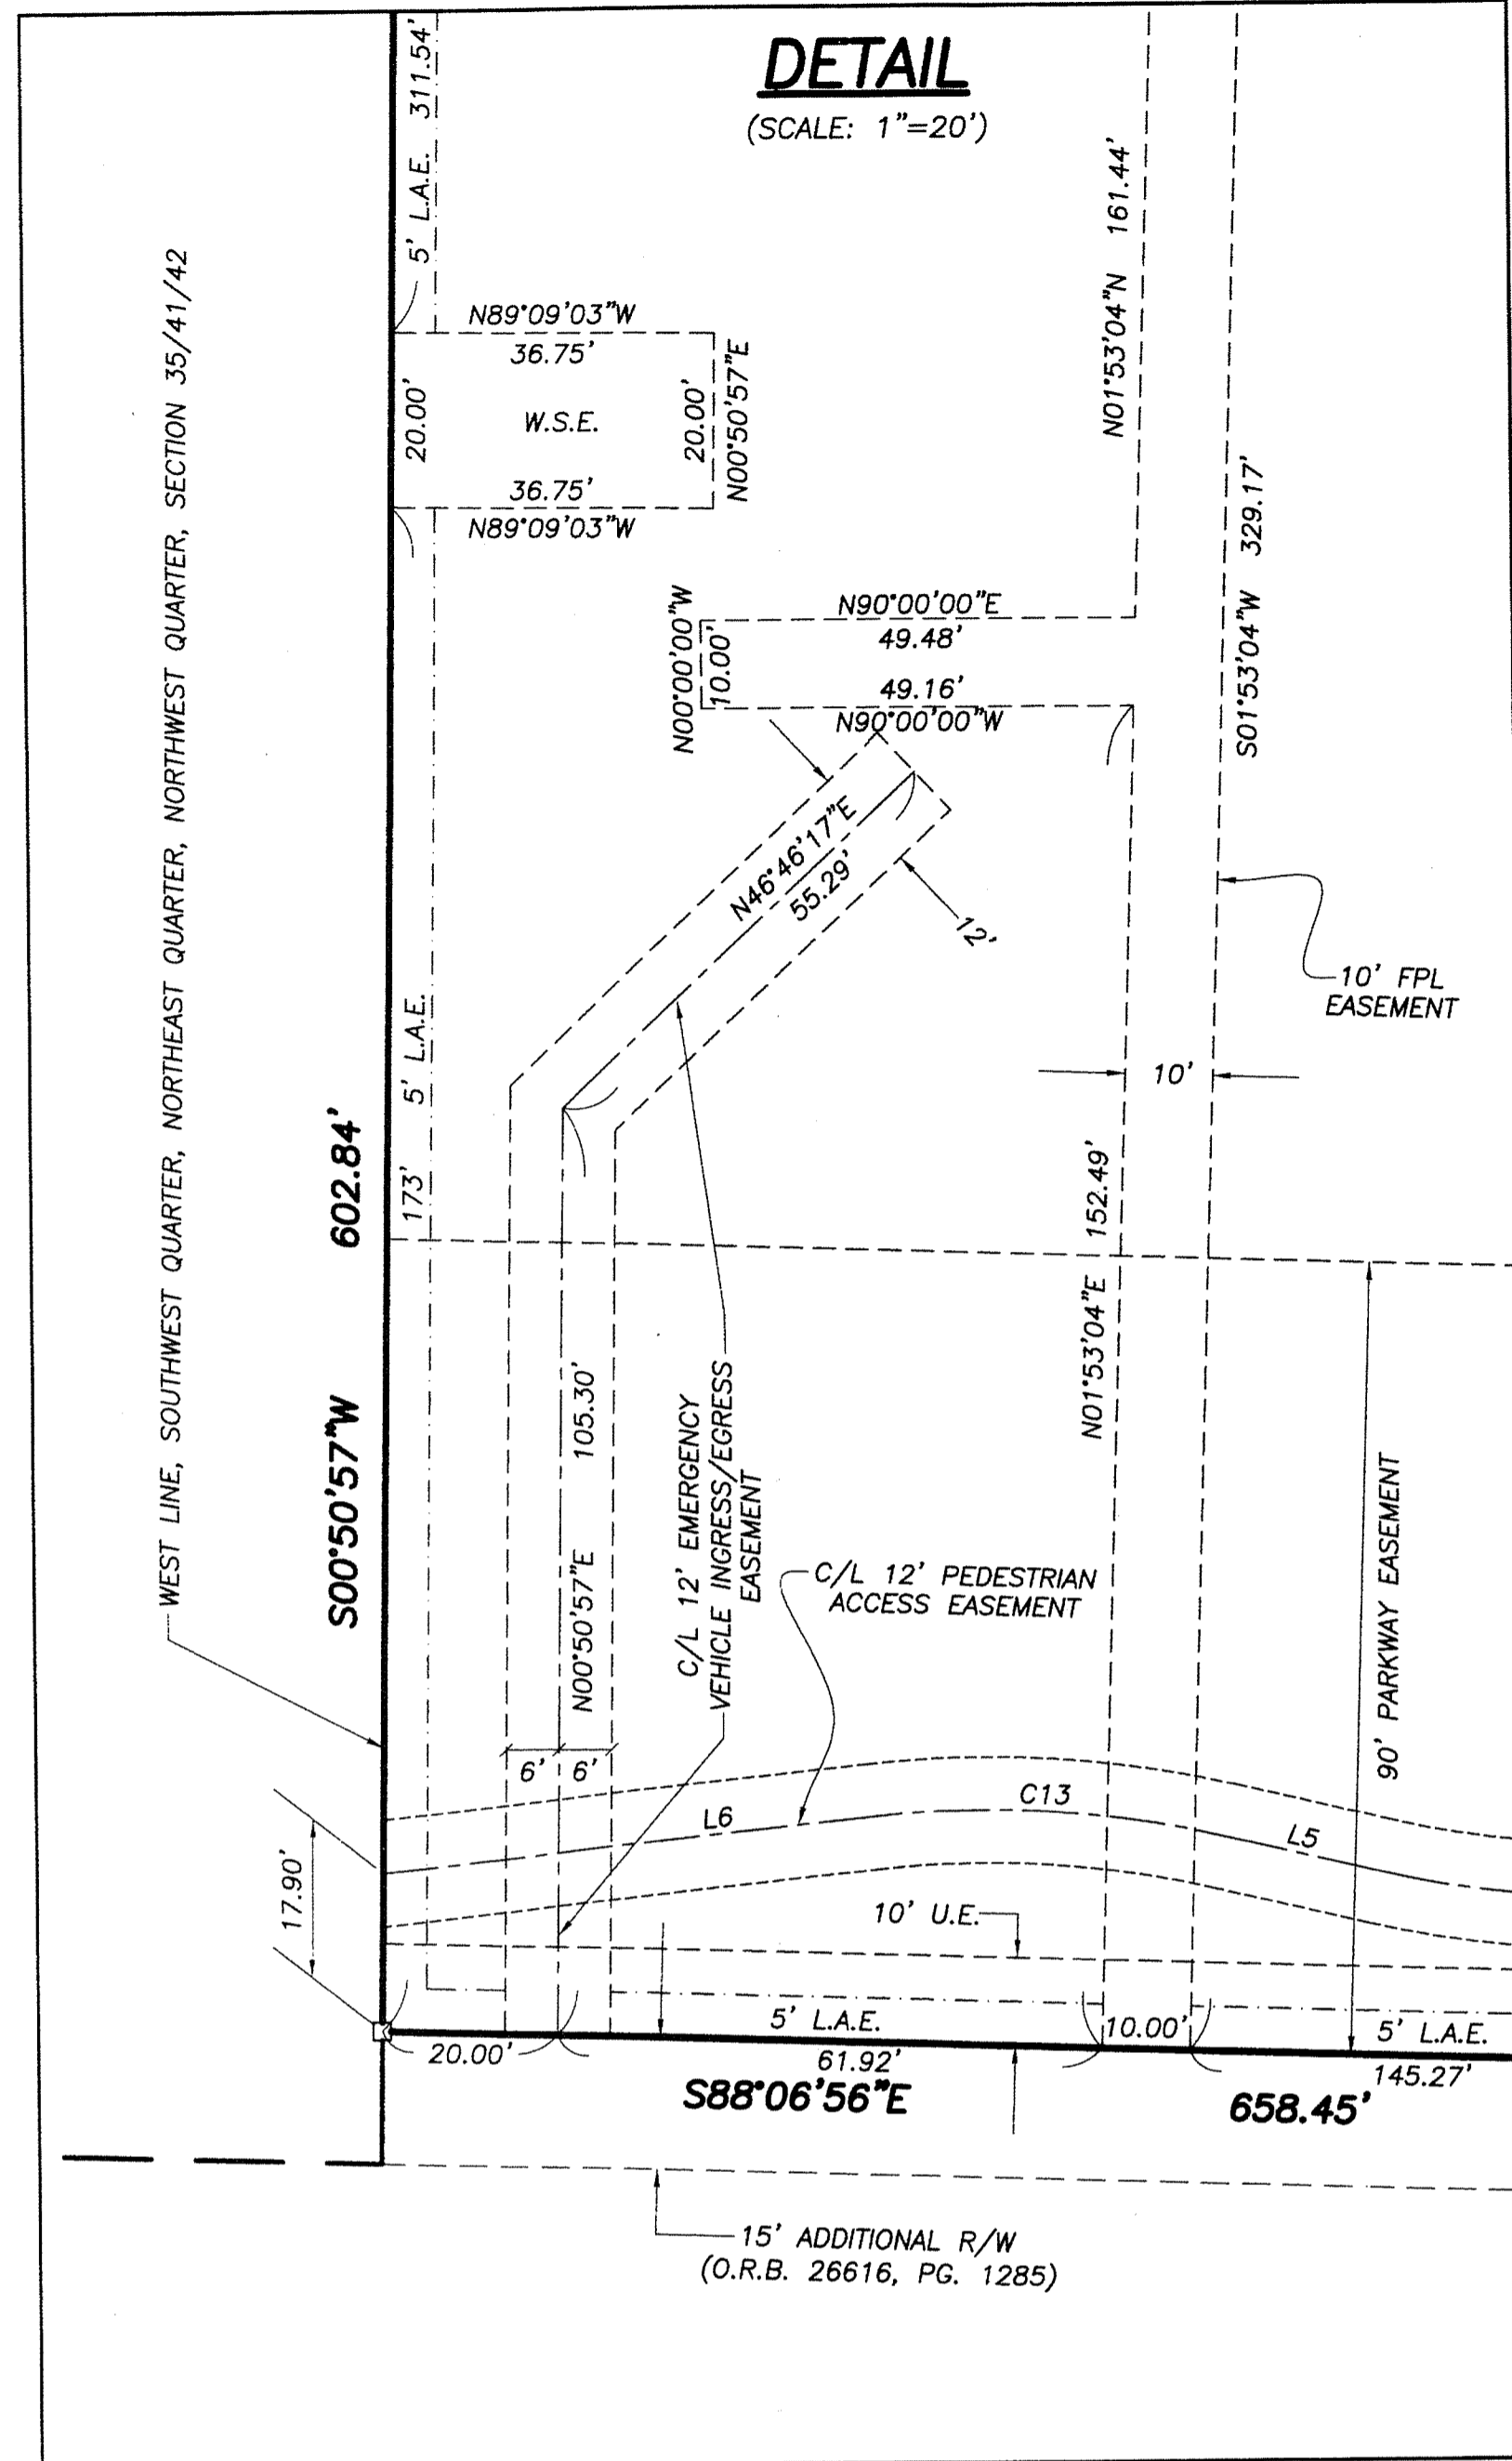 DETAIL
(SCALE: 1"=20')
5' L.A.E. 311.54'
WEST LINE, SOUTHWEST QUARTER, NORTHEAST QUARTER, NORTHWEST QUARTER, SECTION 35/41/42
N89°09'03"W
36.75'
20.00'
W.S.E.
20.00'
N00°50'57"E
36.75'
N89°09'03"W
N01°53'04"N 161.44'
S01°53'04"W 329.17'
N00°00'00"W
10.00'
N90°00'00"E
49.48'
49.16'
N90°00'00"W
N46°46'17"E
55.29'
12'
10' FPL
EASEMENT
10'
173' 5' L.A.E.
S00°50'57"W 602.84'
N01°53'04"E 152.49'
N00°50'57"E 105.30'
C/L 12' EMERGENCY
VEHICLE INGRESS/EGRESS
EASEMENT
C/L 12' PEDESTRIAN
ACCESS EASEMENT
90' PARKWAY EASEMENT
6' 6'
L6
C13
L5
17.90'
10' U.E.
5' L.A.E.
10.00'
5' L.A.E.
20.00'
61.92'
145.27'
S88°06'56"E
658.45'
15' ADDITIONAL R/W
(O.R.B. 26616, PG. 1285)